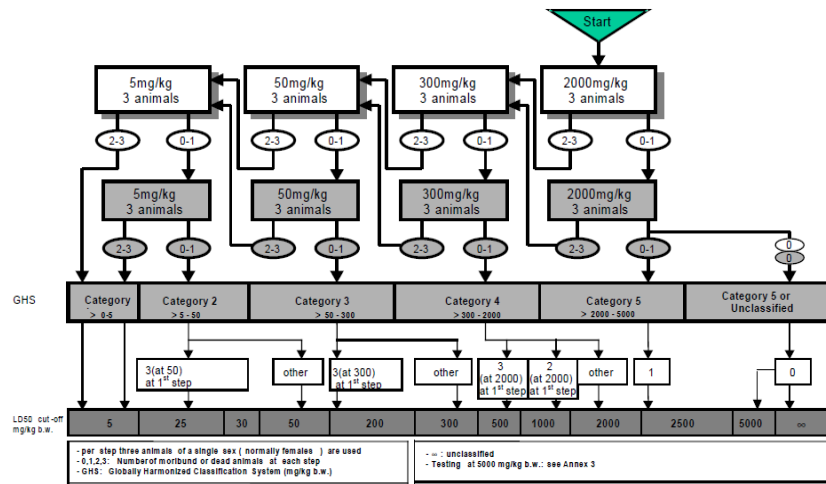 Start
5mg/kg
3 animals
50mg/kg
3 animals
300mg/kg
3 animals
2000mg/kg
3 animals
2-3
0-1
2-3
0-1
2-3
0-1
2-3
0-1
5mg/kg
3 animals
50mg/kg
3 animals
300mg/kg
3 animals
2000mg/kg
3 animals
2-3
0-1
2-3
0-1
2-3
0-1
2-3
0-1
0
0
GHS
Category
> 0-5
Category 2
> 5 - 50
Category 3
> 50 - 300
Category 4
> 300 - 2000
Category 5
> 2000 - 5000
Category 5 or
Unclassified
3(at 50)
at 1st step
other
3(at 300)
at 1st step
other
3
(at 2000)
at 1st step
2
(at 2000)
at 1st step
other
1
0
LD50 cut-off
mg/kg b.w.
5
25
30
50
200
300
500
1000
2000
2500
5000
∞
- per step three animals of a single sex ( normally females ) are used
- 0,1,2,3: Number of moribund or dead animals at each step
- GHS: Globally Harmonized Classification System (mg/kg b.w.)
- ∞ : unclassified
- Testing at 5000 mg/kg b.w.: see Annex 3